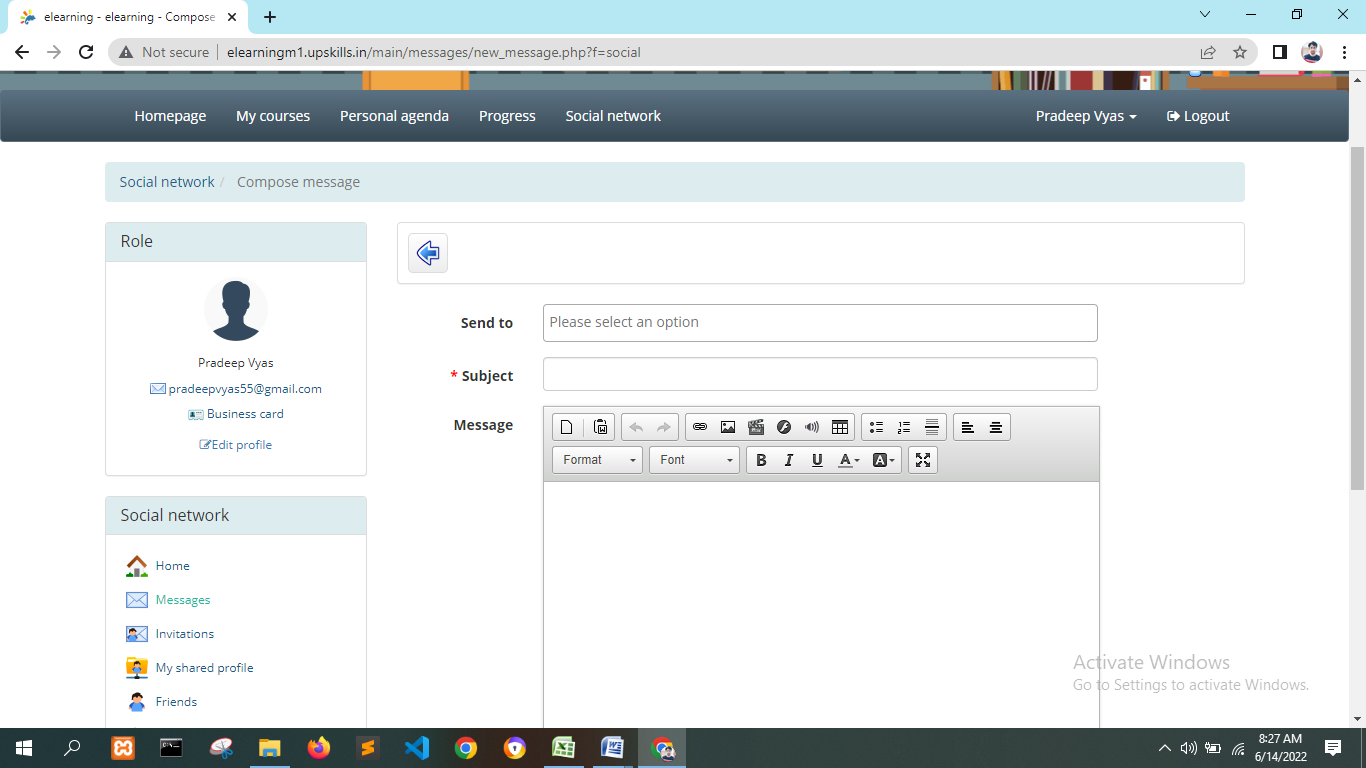 elearning - elearning - Compose
Not secure
elearningm1.upskills.in/main/messages/new_message.php?f=social
Homepage My courses Personal agenda Progress Social network Pradeep Vyas Logout
Social network / Compose message
Role
Pradeep Vyas
pradeepvyas55@gmail.com
Business card
Edit profile
Social network
Home
Messages
Invitations
My shared profile
Friends
Send to
Please select an option
* Subject
Message
Format Font B I U A A
Activate Windows
Go to Settings to activate Windows.
8:27 AM
6/14/2022